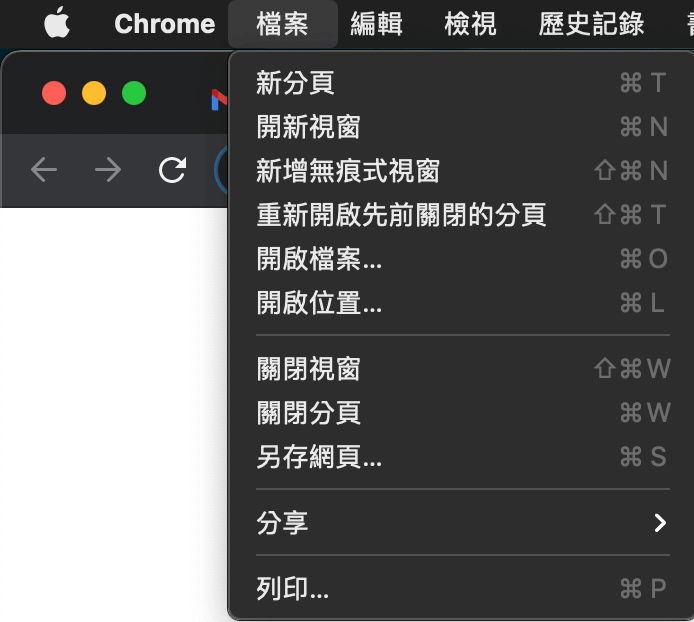 Chrome 檔案 編輯 檢視 歷史記錄
新分頁 ⌘ T
開新視窗 ⌘ N
新增無痕式視窗 ⇧ ⌘ N
重新開啟先前關閉的分頁 ⇧ ⌘ T
開啟檔案... ⌘ O
開啟位置... ⌘ L
關閉視窗 ⇧ ⌘ W
關閉分頁 ⌘ W
另存網頁... ⌘ S
分享
列印... ⌘ P